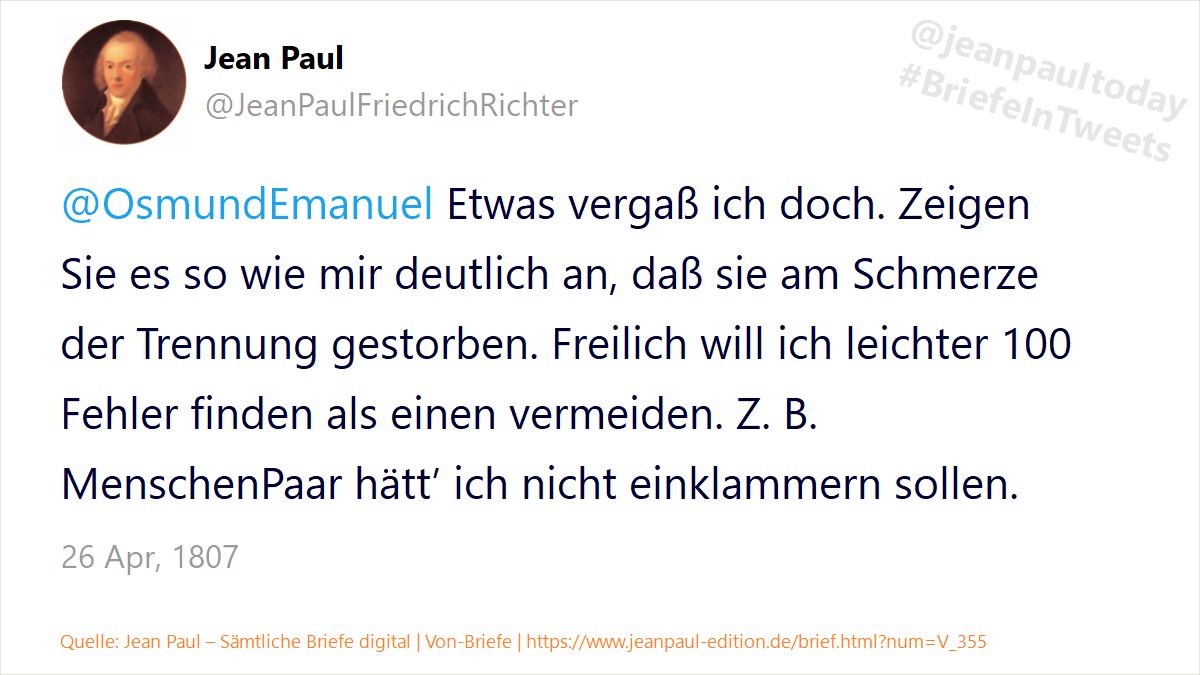 Jean Paul
@JeanPaulFriedrichRichter
@jeanpaultoday
#BriefeInTweets
@OsmundEmanuel Etwas vergaß ich doch. Zeigen
Sie es so wie mir deutlich an, daß sie am Schmerze
der Trennung gestorben. Freilich will ich leichter 100
Fehler finden als einen vermeiden. Z. B.
MenschenPaar hätt’ ich nicht einklammern sollen.
26 Apr, 1807
Quelle: Jean Paul – Sämtliche Briefe digital | Von-Briefe | https://www.jeanpaul-edition.de/brief.html?num=V_355